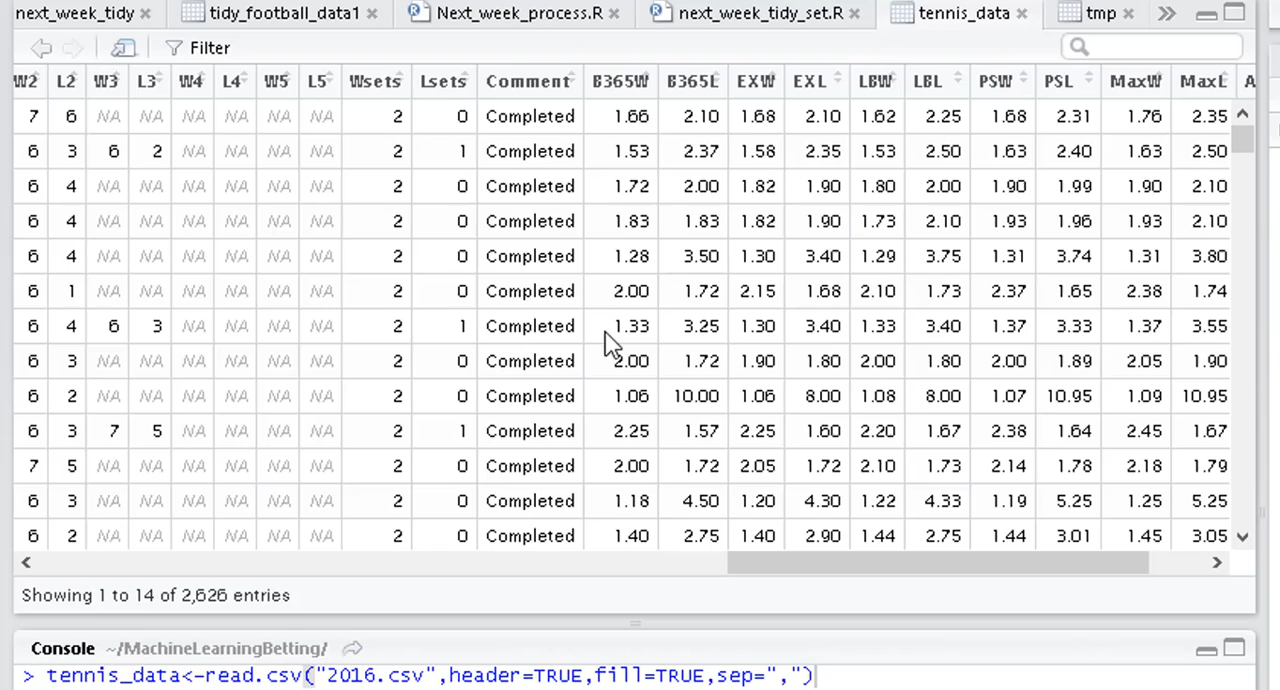 next_week_tidy × tidy_football_data1 × Next_week_process.R × next_week_tidy_set.R × tennis_data × tmp ×
Filter
W2 L2 W3 L3 W4 L4 W5 L5 Wsets Lsets Comment B365W B365L EXW EXL LBW LBL PSW PSL MaxW MaxL A
7 6 NA NA NA NA NA NA 2 0 Completed 1.66 2.10 1.68 2.10 1.62 2.25 1.68 2.31 1.76 2.35
6 3 6 2 NA NA NA NA 2 1 Completed 1.53 2.37 1.58 2.35 1.53 2.50 1.63 2.40 1.63 2.50
6 4 NA NA NA NA NA NA 2 0 Completed 1.72 2.00 1.82 1.90 1.80 2.00 1.90 1.99 1.90 2.10
6 4 NA NA NA NA NA NA 2 0 Completed 1.83 1.83 1.82 1.90 1.73 2.10 1.93 1.96 1.93 2.10
6 4 NA NA NA NA NA NA 2 0 Completed 1.28 3.50 1.30 3.40 1.29 3.75 1.31 3.74 1.31 3.80
6 1 NA NA NA NA NA NA 2 0 Completed 2.00 1.72 2.15 1.68 2.10 1.73 2.37 1.65 2.38 1.74
6 4 6 3 NA NA NA NA 2 1 Completed 1.33 3.25 1.30 3.40 1.33 3.40 1.37 3.33 1.37 3.55
6 3 NA NA NA NA NA NA 2 0 Completed 2.00 1.72 1.90 1.80 2.00 1.80 2.00 1.89 2.05 1.90
6 2 NA NA NA NA NA NA 2 0 Completed 1.06 10.00 1.06 8.00 1.08 8.00 1.07 10.95 1.09 10.95
6 3 7 5 NA NA NA NA 2 1 Completed 2.25 1.57 2.25 1.60 2.20 1.67 2.38 1.64 2.45 1.67
7 5 NA NA NA NA NA NA 2 0 Completed 2.00 1.72 2.05 1.72 2.10 1.73 2.14 1.78 2.18 1.79
6 3 NA NA NA NA NA NA 2 0 Completed 1.18 4.50 1.20 4.30 1.22 4.33 1.19 5.25 1.25 5.25
6 2 NA NA NA NA NA NA 2 0 Completed 1.40 2.75 1.40 2.90 1.44 2.75 1.44 3.01 1.45 3.05
Showing 1 to 14 of 2,626 entries
Console ~/MachineLearningBetting/
> tennis_data<-read.csv("2016.csv",header=TRUE,fill=TRUE,sep=",")